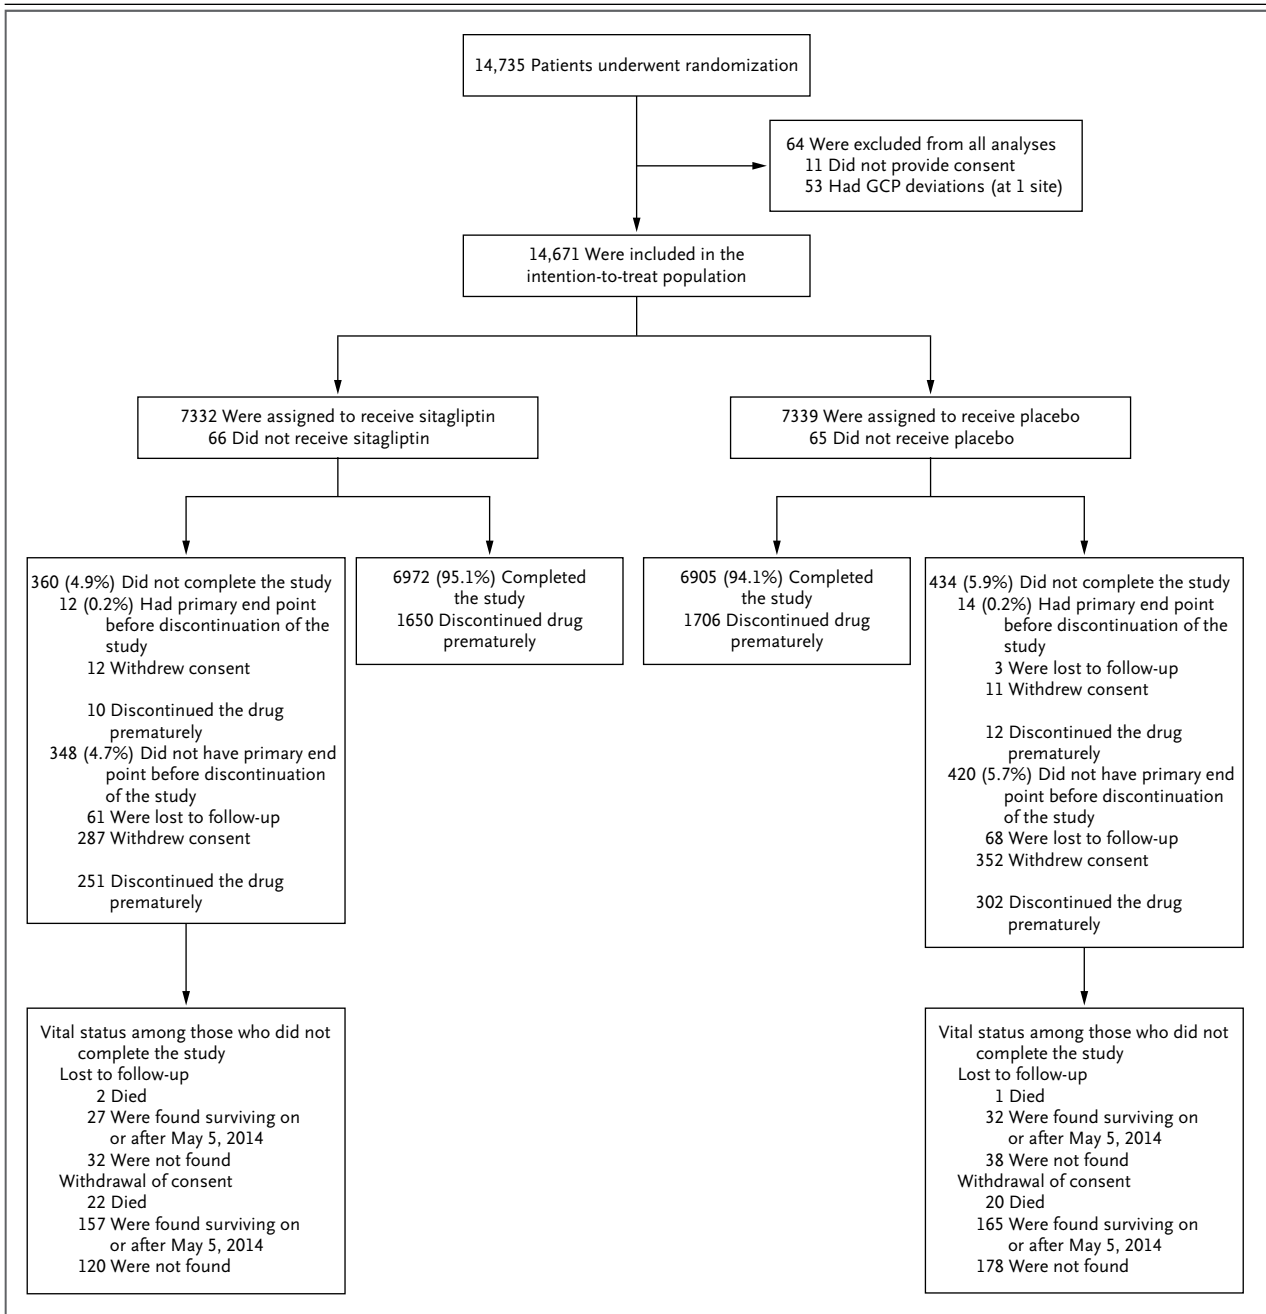 14,735 Patients underwent randomization
64 Were excluded from all analyses
11 Did not provide consent
53 Had GCP deviations (at 1 site)
14,671 Were included in the
intention-to-treat population
7332 Were assigned to receive sitagliptin
66 Did not receive sitagliptin
7339 Were assigned to receive placebo
65 Did not receive placebo
360 (4.9%) Did not complete the study
12 (0.2%) Had primary end point
before discontinuation of the
study
12 Withdrew consent
10 Discontinued the drug
prematurely
348 (4.7%) Did not have primary end
point before discontinuation
of the study
61 Were lost to follow-up
287 Withdrew consent
251 Discontinued the drug
prematurely
6972 (95.1%) Completed
the study
1650 Discontinued drug
prematurely
6905 (94.1%) Completed
the study
1706 Discontinued drug
prematurely
434 (5.9%) Did not complete the study
14 (0.2%) Had primary end point
before discontinuation of the
study
3 Were lost to follow-up
11 Withdrew consent
12 Discontinued the drug
prematurely
420 (5.7%) Did not have primary end
point before discontinuation
of the study
68 Were lost to follow-up
352 Withdrew consent
302 Discontinued the drug
prematurely
Vital status among those who did not
complete the study
Lost to follow-up
2 Died
27 Were found surviving on
or after May 5, 2014
32 Were not found
Withdrawal of consent
22 Died
157 Were found surviving on
or after May 5, 2014
120 Were not found
Vital status among those who did not
complete the study
Lost to follow-up
1 Died
32 Were found surviving on
or after May 5, 2014
38 Were not found
Withdrawal of consent
20 Died
165 Were found surviving on
or after May 5, 2014
178 Were not found